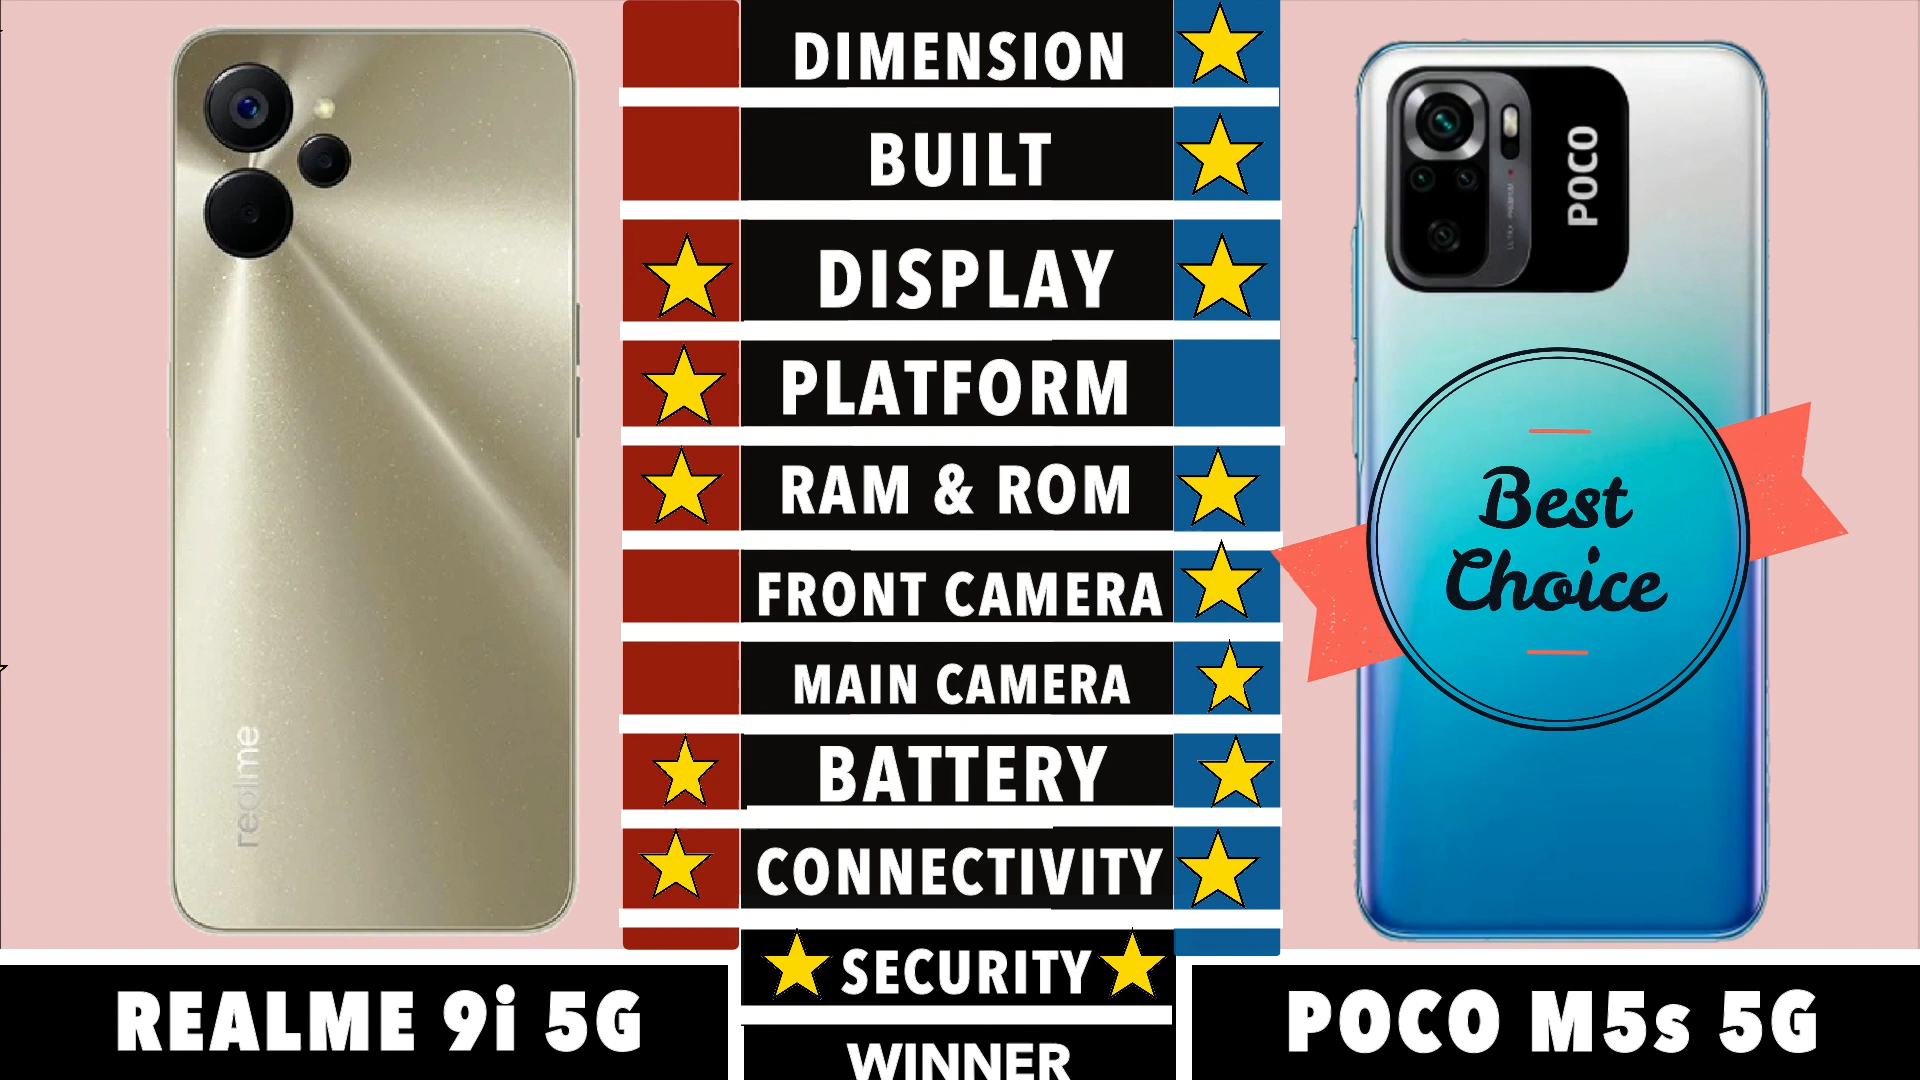 DIMENSION
BUILT
DISPLAY
PLATFORM
RAM & ROM
FRONT CAMERA
MAIN CAMERA
BATTERY
CONNECTIVITY
SECURITY
WINNER
realme
POCO
Best
Choice
REALME 9i 5G
POCO M5s 5G